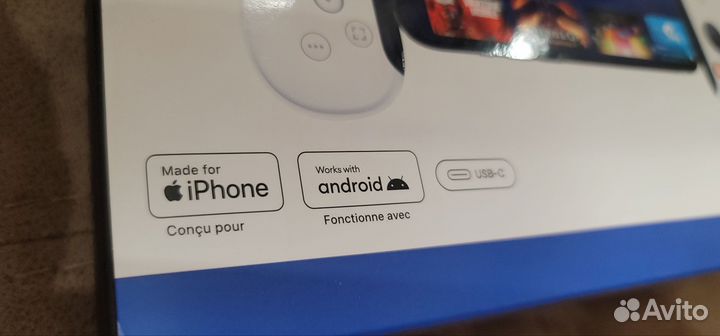 Made for
iPhone
Conçu pour
Works with
android
Fonctionne avec
USB-C
Avito